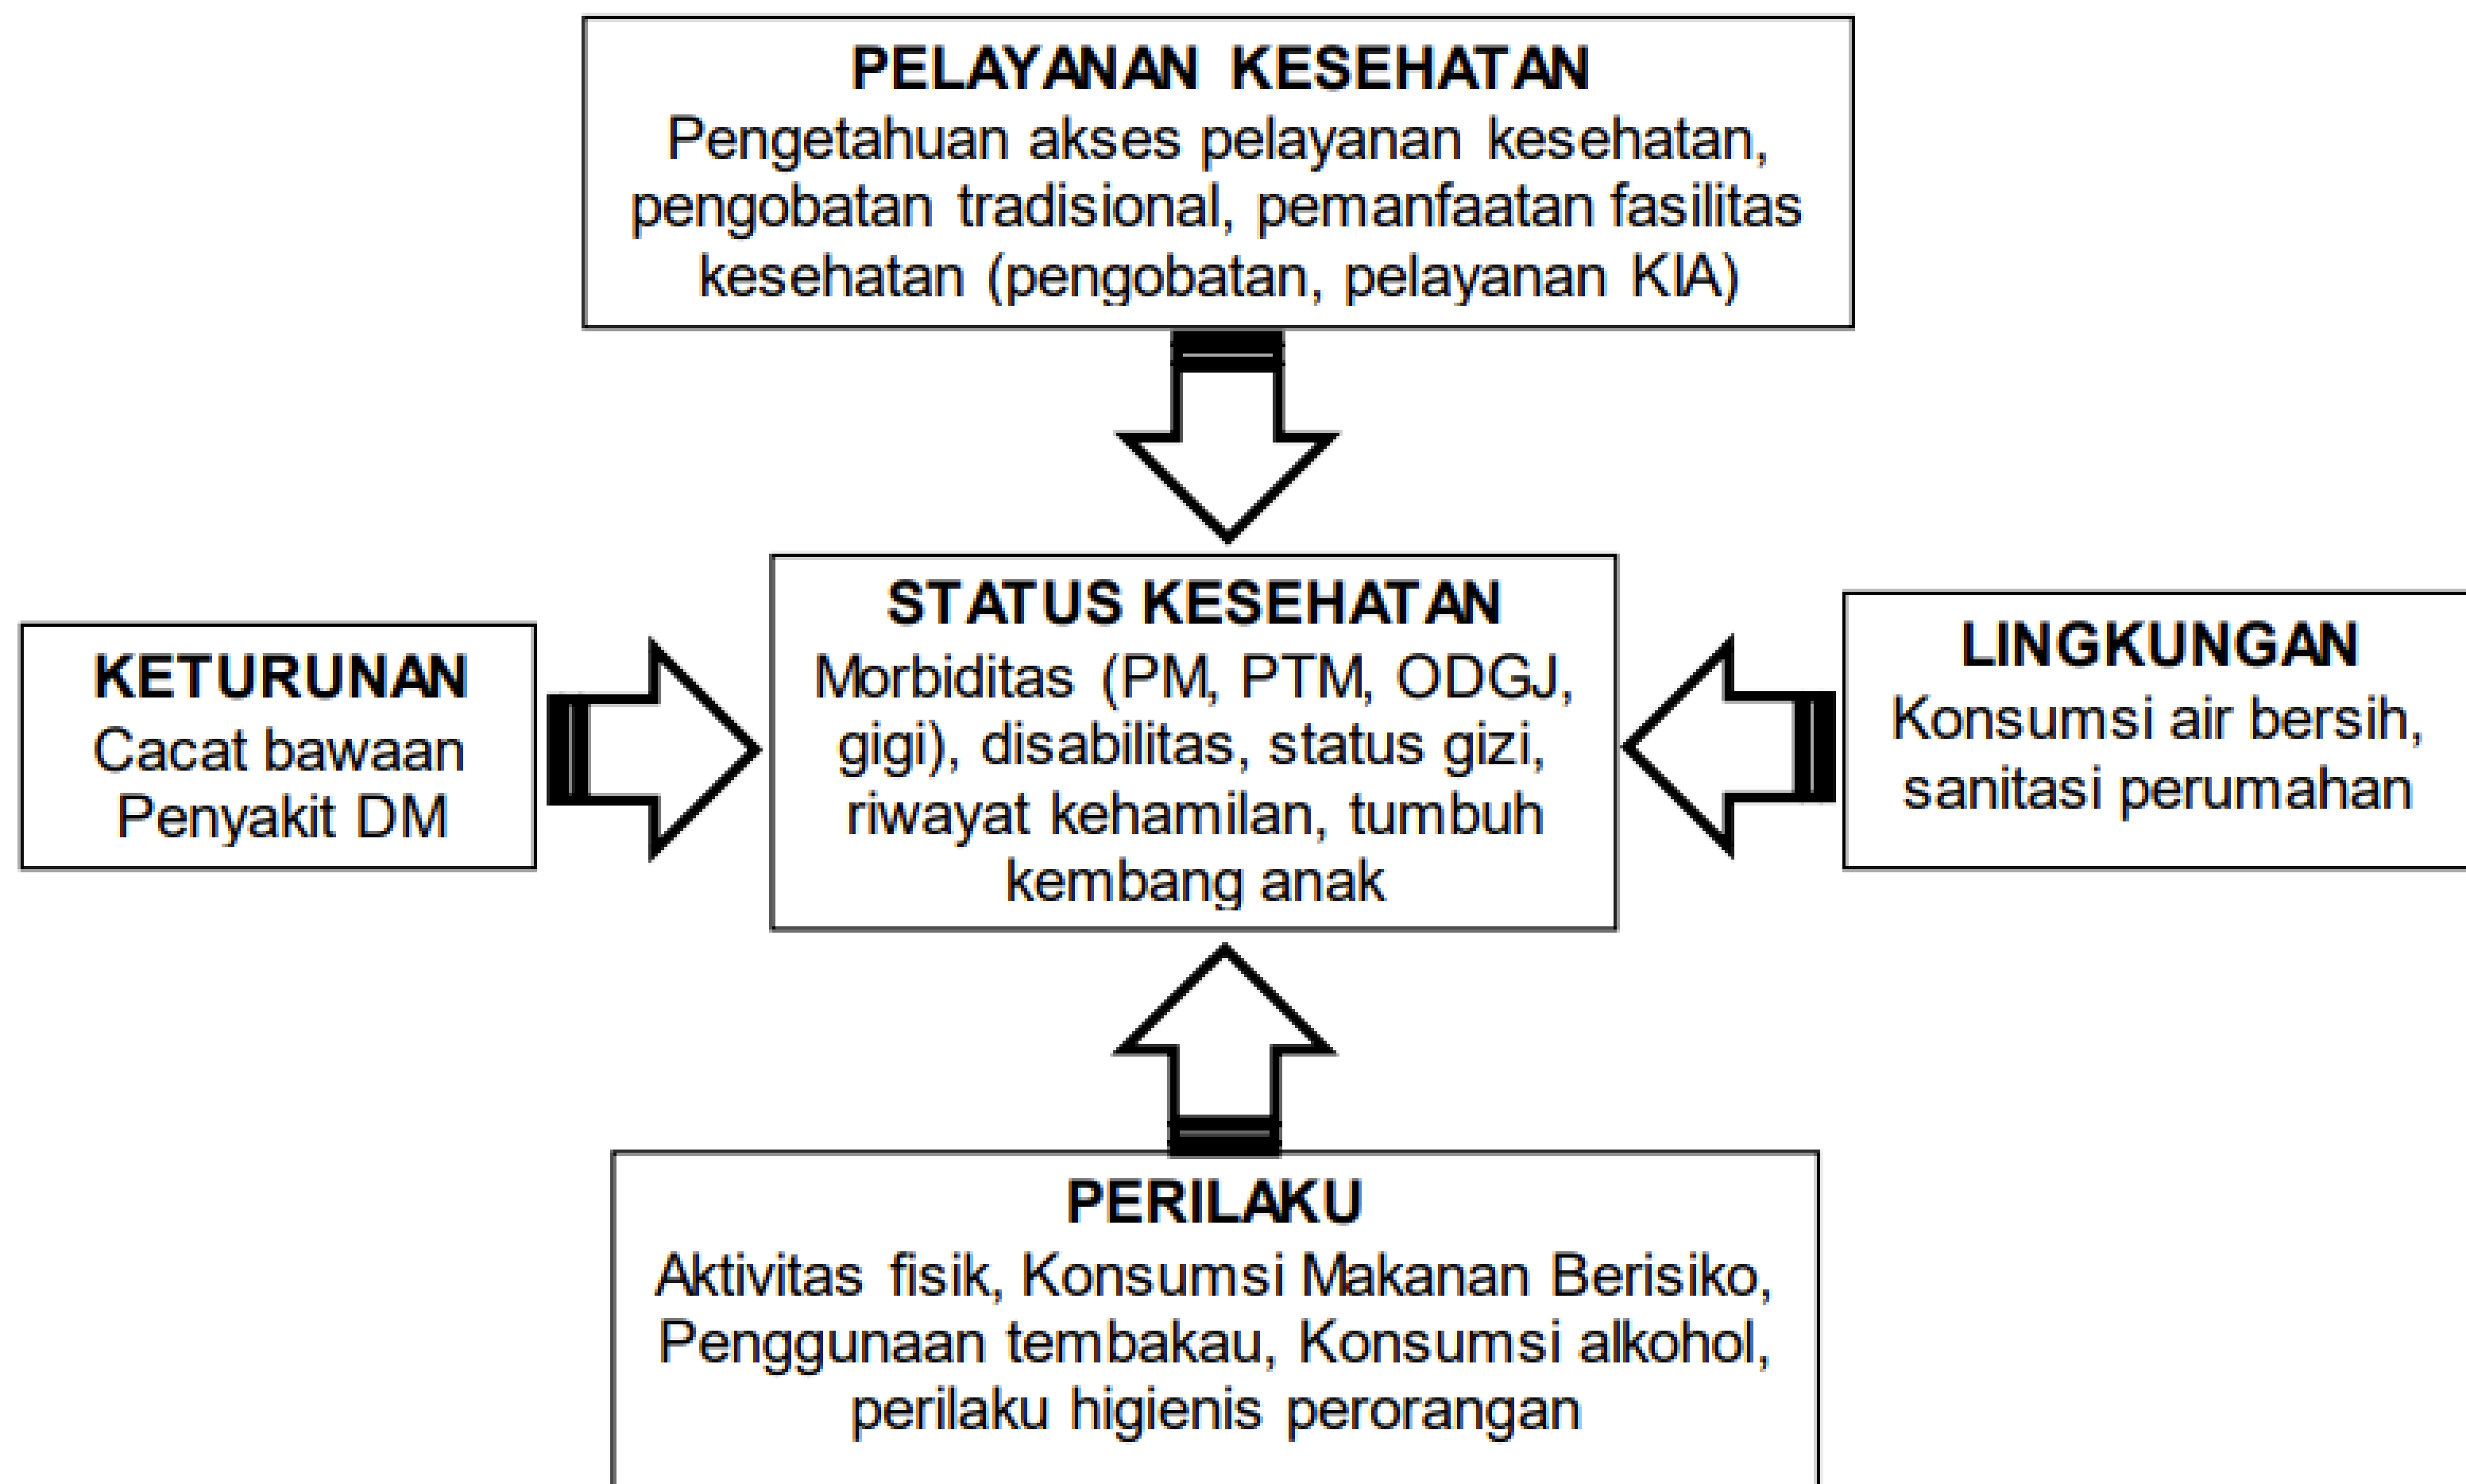 PELAYANAN KESEHATAN
Pengetahuan akses pelayanan kesehatan,
pengobatan tradisional, pemanfaatan fasilitas
kesehatan (pengobatan, pelayanan KIA)
KETURUNAN
Cacat bawaan
Penyakit DM
STATUS KESEHATAN
Morbiditas (PM, PTM, ODGJ,
gigi), disabilitas, status gizi,
riwayat kehamilan, tumbuh
kembang anak
LINGKUNGAN
Konsumsi air bersih,
sanitasi perumahan
PERILAKU
Aktivitas fisik, Konsumsi Makanan Berisiko,
Penggunaan tembakau, Konsumsi alkohol,
perilaku higienis perorangan